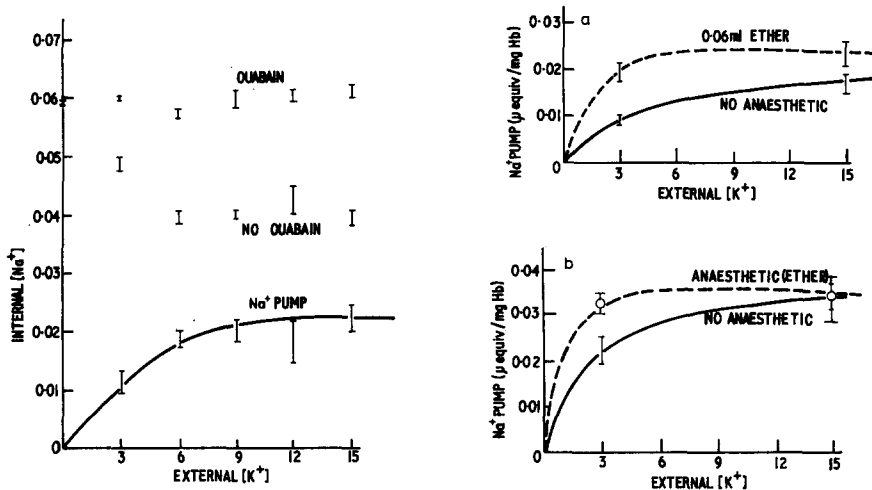 0·07
0·06
0·05
0·04
0·03
0·02
0·01
0
INTERNAL [Na⁺]
OUABAIN
NO OUABAIN
Na⁺ PUMP
3 6 9 12 15
EXTERNAL [K⁺]
a
0·03
0·02
0·01
0
Na⁺ PUMP (μ equiv/mg Hb)
0·06ml ETHER
NO ANAESTHETIC
3 6 9 12 15
EXTERNAL [K⁺]
b
0·04
0·03
0·02
0·01
0
Na⁺ PUMP (μ equiv/mg Hb)
ANAESTHETIC (ETHER)
NO ANAESTHETIC
3 6 9 12 15
EXTERNAL [K⁺]